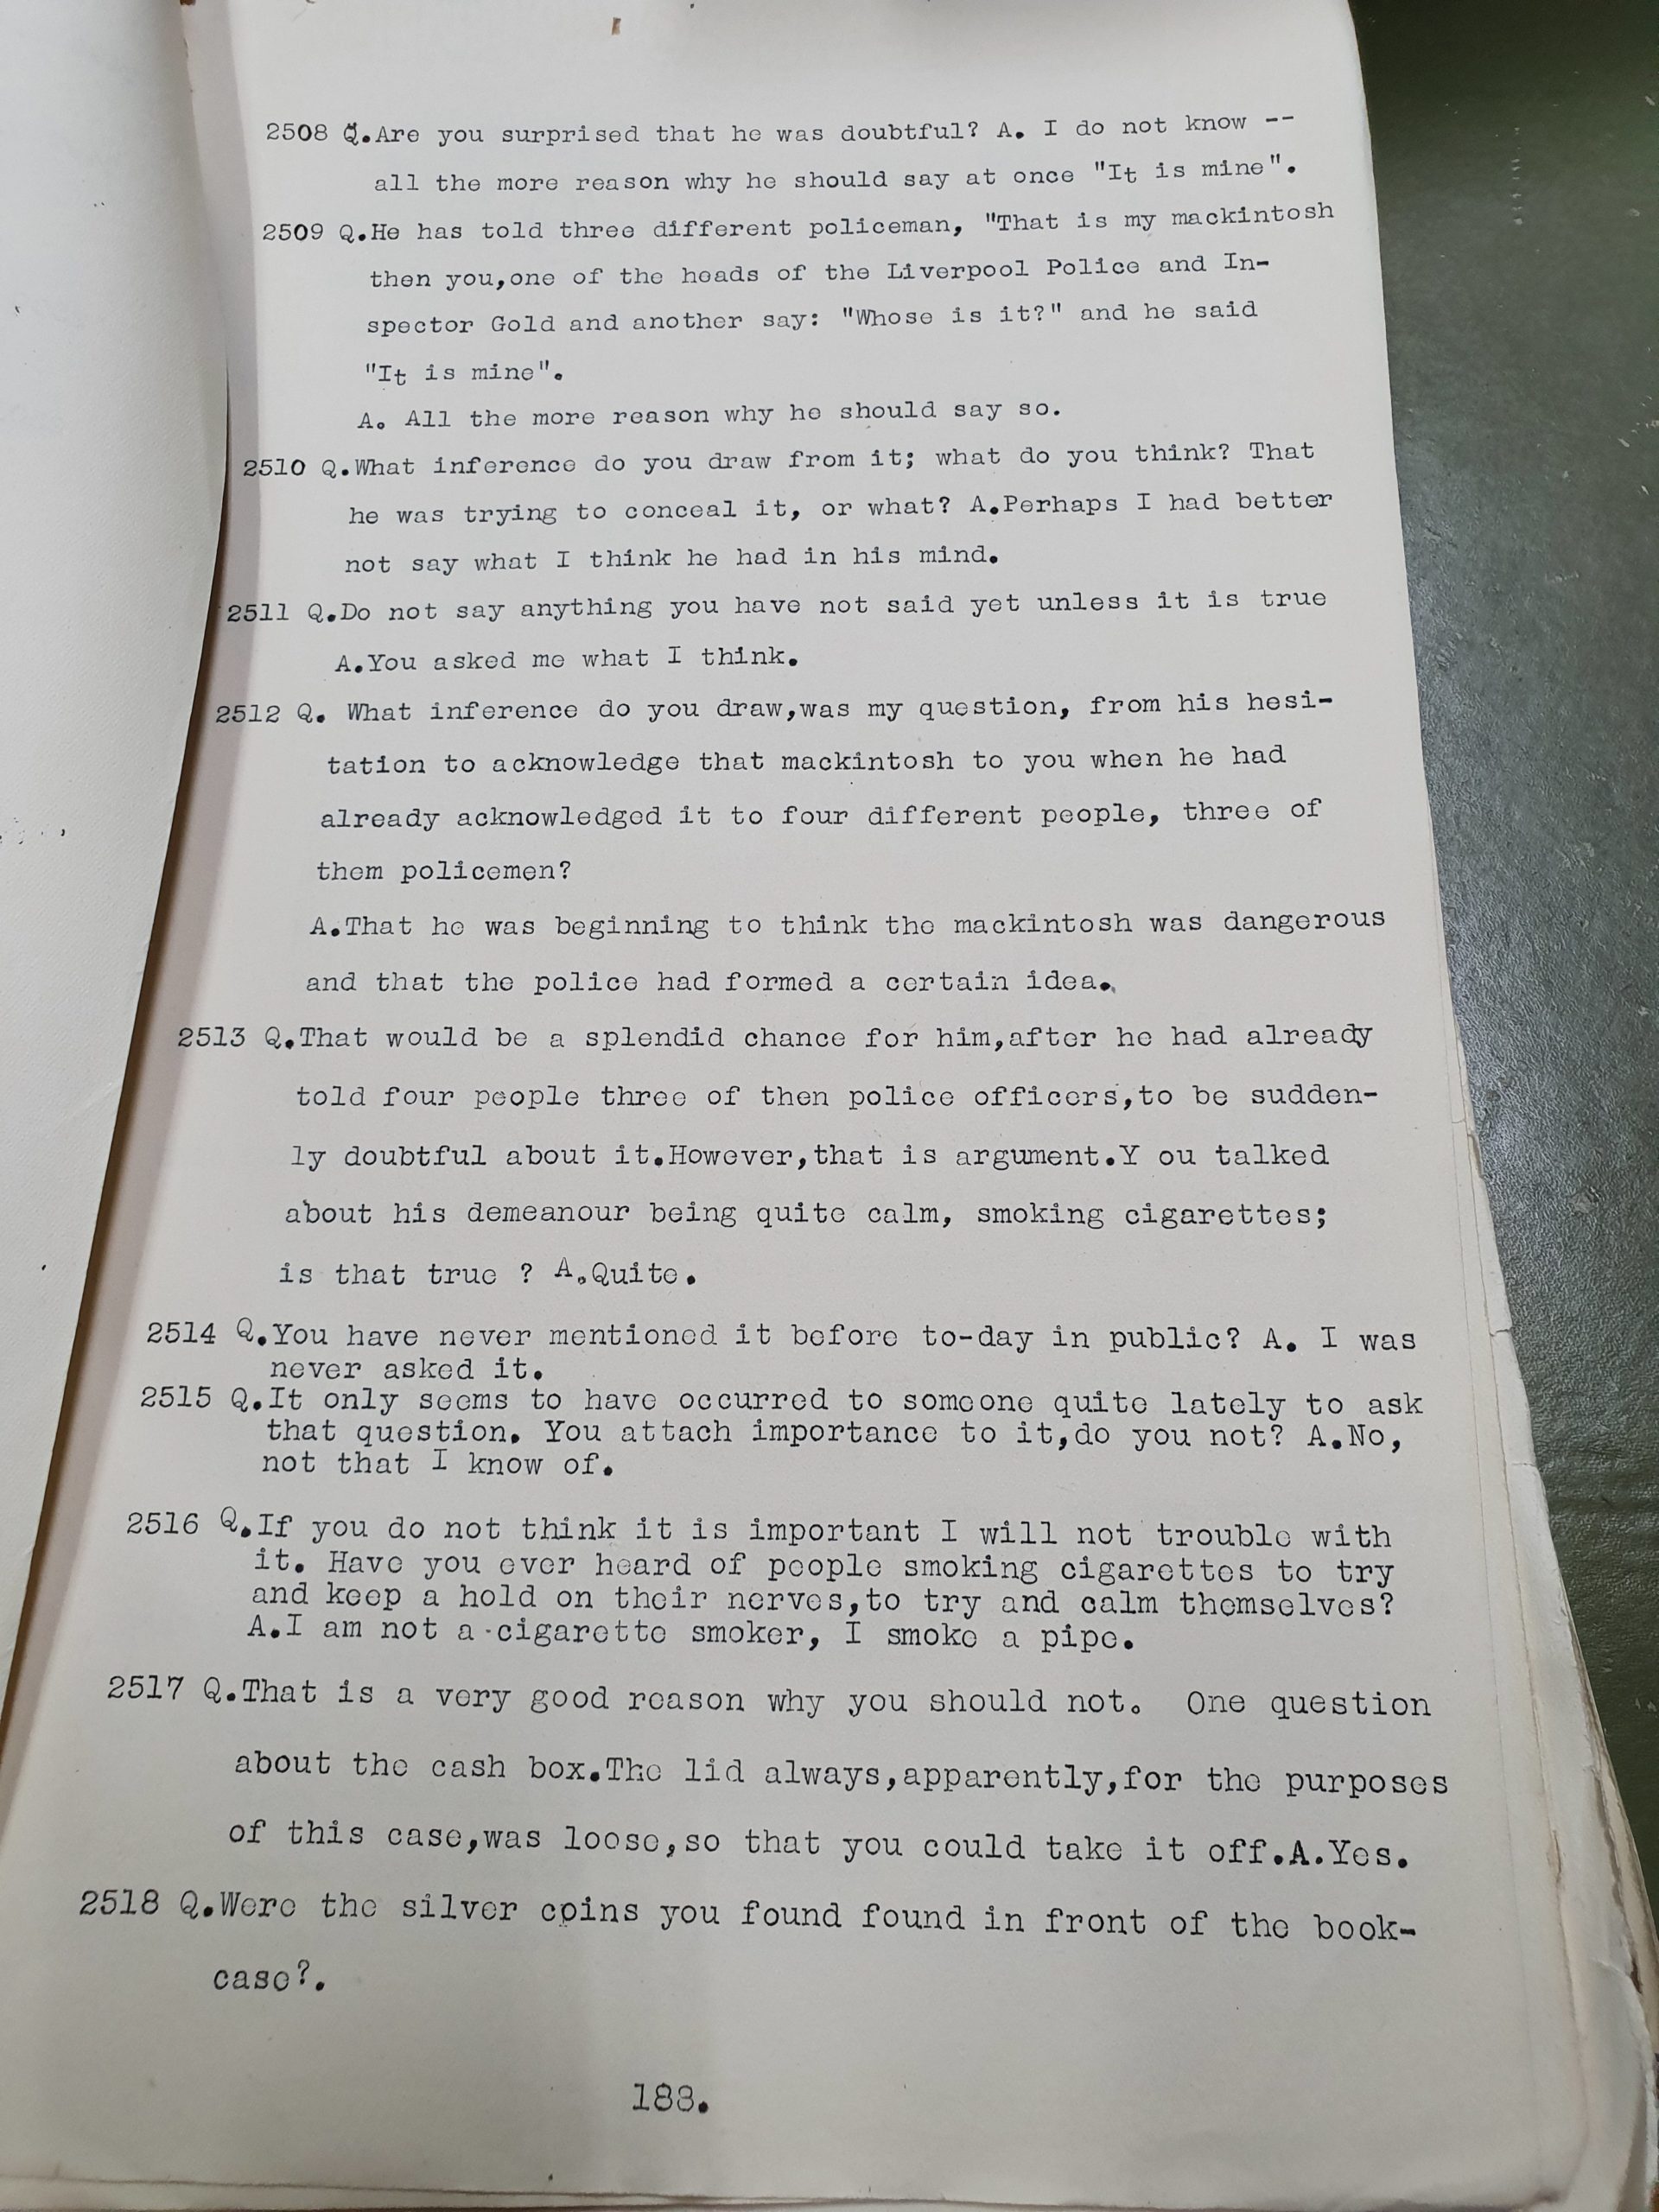 2508 Q.Are you surprised that he was doubtful? A. I do not know --
all the more reason why he should say at once "It is mine".
2509 Q.He has told three different policeman, "That is my mackintosh
then you,one of the heads of the Liverpool Police and In-
spector Gold and another say: "Whose is it?" and he said
"It is mine".
A. All the more reason why he should say so.
2510 Q.What inference do you draw from it; what do you think? That
he was trying to conceal it, or what? A.Perhaps I had better
not say what I think he had in his mind.
2511 Q.Do not say anything you have not said yet unless it is true
A.You asked me what I think.
2512 Q. What inference do you draw,was my question, from his hesi-
tation to acknowledge that mackintosh to you when he had
already acknowledged it to four different people, three of
them policemen?
A.That he was beginning to think the mackintosh was dangerous
and that the police had formed a certain idea.
2513 Q.That would be a splendid chance for him,after he had already
told four people three of then police officers,to be sudden-
ly doubtful about it.However,that is argument.Y ou talked
about his demeanour being quite calm, smoking cigarettes;
is that true ? A.Quite.
2514 Q.You have never mentioned it before to-day in public? A. I was
never asked it.
2515 Q.It only seems to have occurred to someone quite lately to ask
that question. You attach importance to it,do you not? A.No,
not that I know of.
2516 Q.If you do not think it is important I will not trouble with
it. Have you ever heard of people smoking cigarettes to try
and keep a hold on their nerves,to try and calm themselves?
A.I am not a cigarette smoker, I smoke a pipe.
2517 Q.That is a very good reason why you should not. One question
about the cash box.The lid always,apparently,for the purposes
of this case,was loose,so that you could take it off.A.Yes.
2518 Q.Were the silver coins you found found in front of the book-
case?.
188.